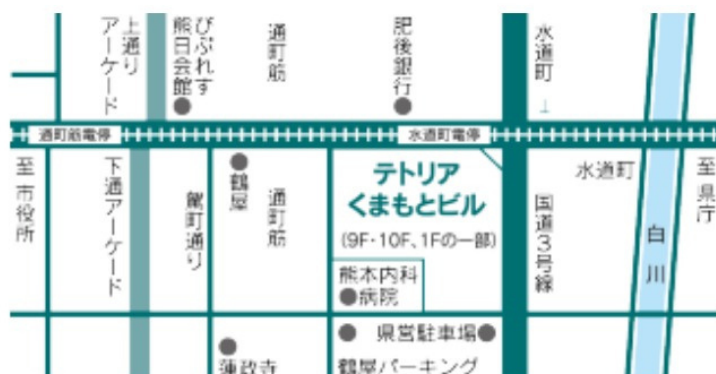 上通り
アーケード
びぷれす
熊日会館
通町筋
肥後銀行
水道町
↓
通町筋電停
水道町電停
至市役所
下通アーケード
駕町通り
鶴屋
通町筋
テトリア
くまもとビル
(9F・10F、1Fの一部)
熊本内科
病院
国道3号線
水道町
白川
至県庁
蓮政寺
県営駐車場
鶴屋パーキング